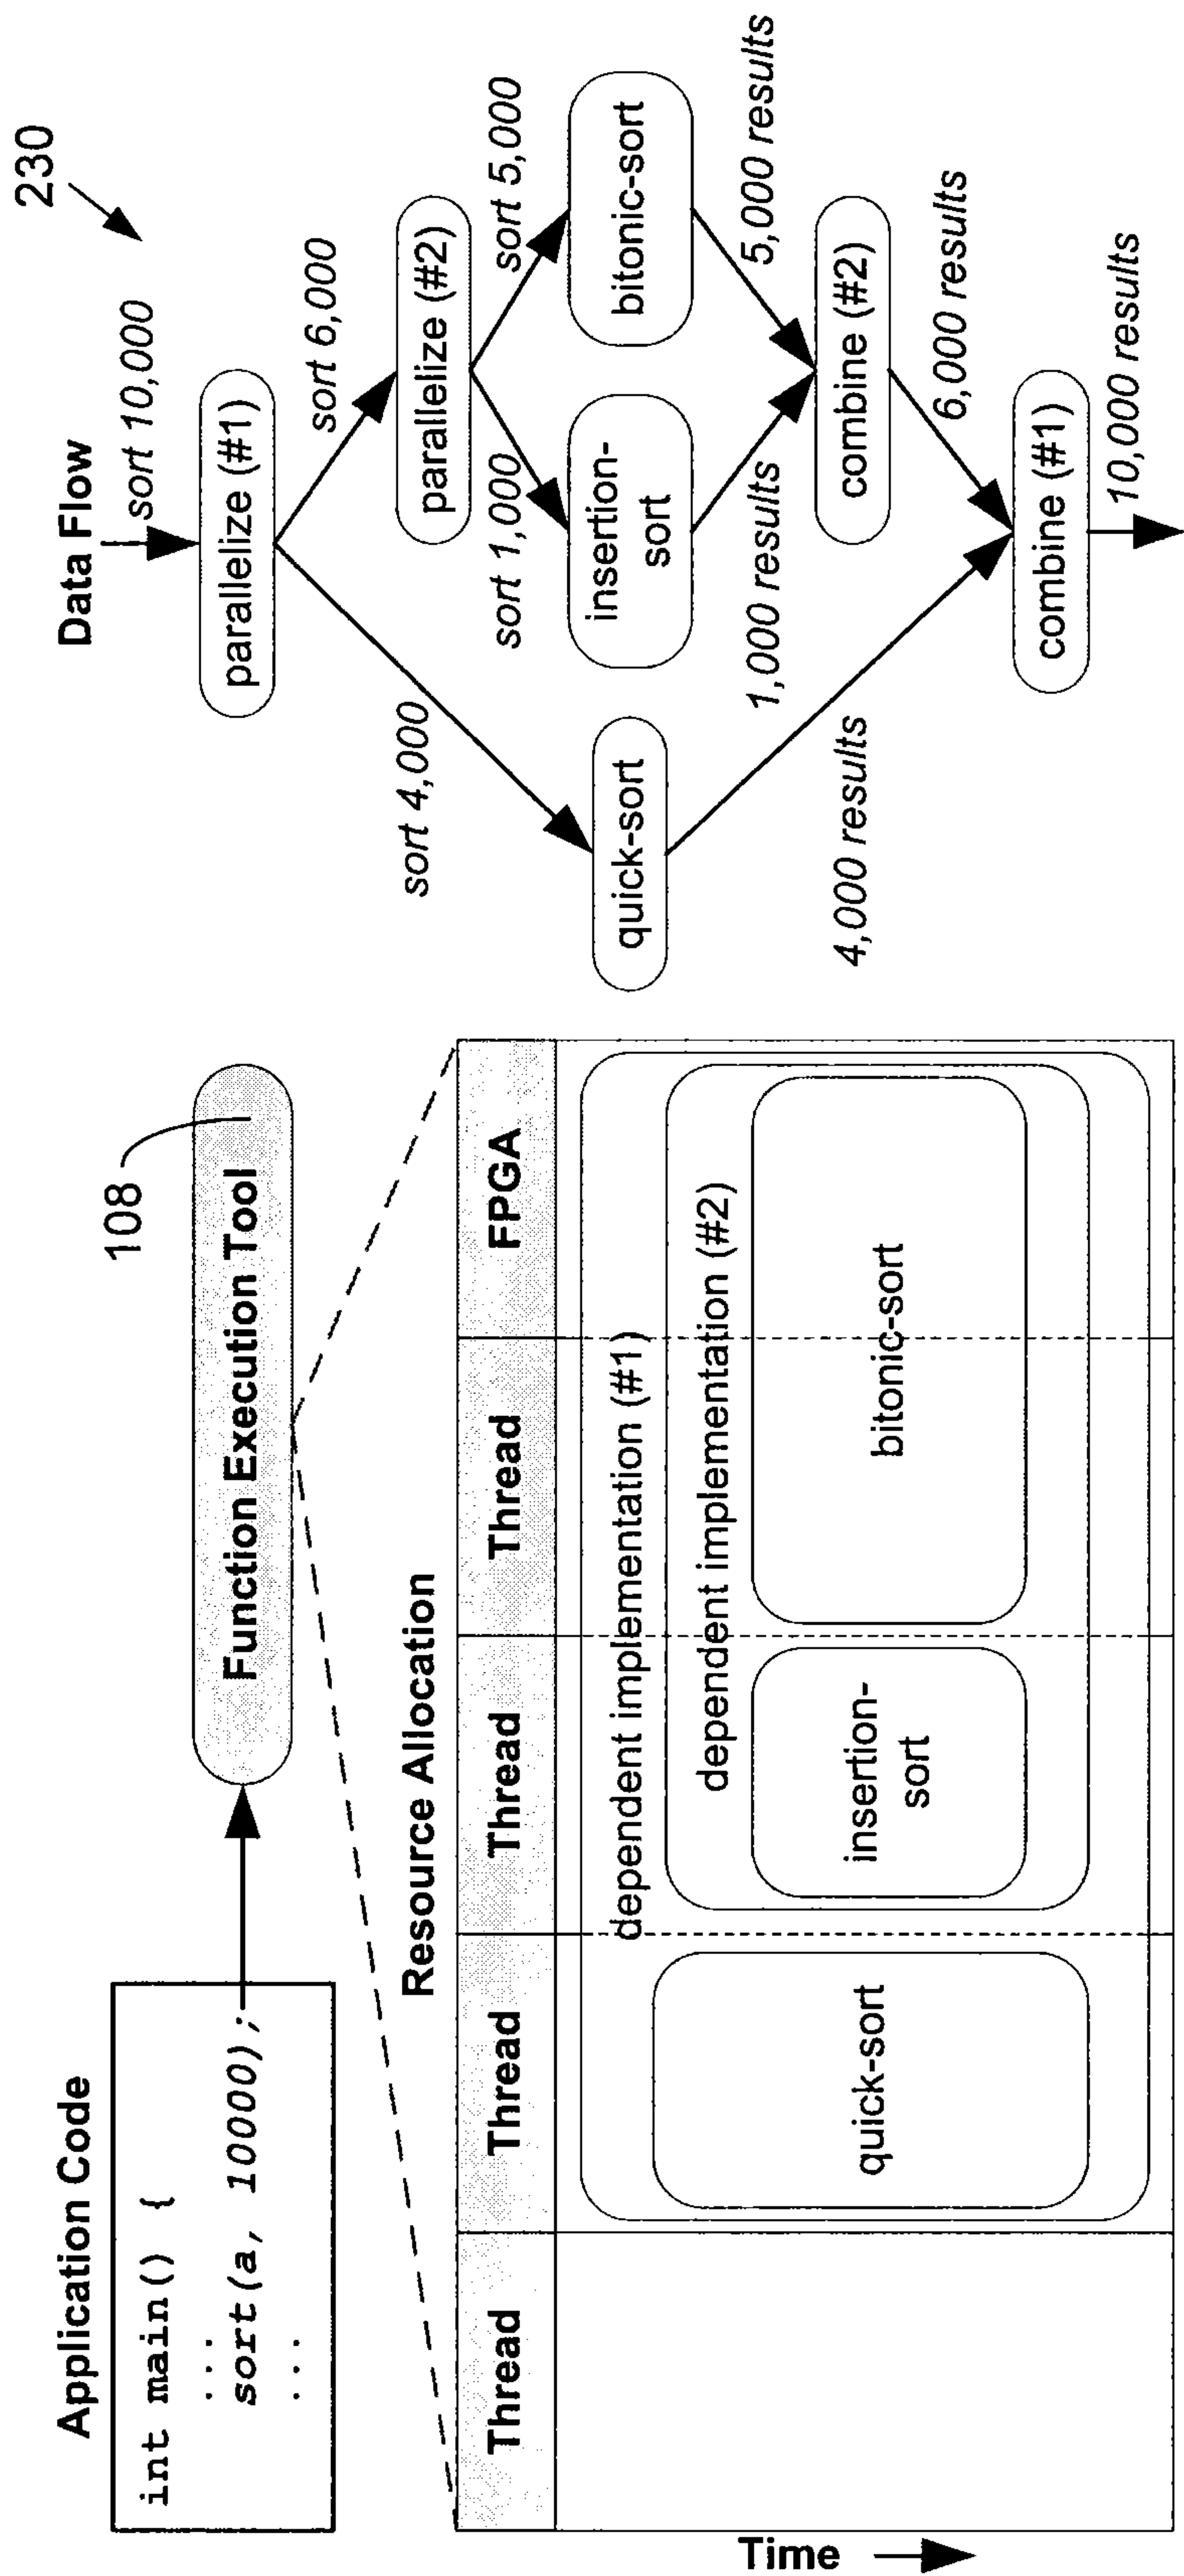 Application Code
int main() {
...
sort(a, 10000);
...
108
Function Execution Tool
Resource Allocation
Thread
Thread
Thread
Thread
FPGA
dependent implementation (#1)
dependent implementation (#2)
quick-sort
insertion-
sort
bitonic-sort
Time
230
Data Flow
sort 10,000
parallelize (#1)
sort 4,000
sort 6,000
parallelize (#2)
sort 1,000
sort 5,000
quick-sort
insertion-
sort
bitonic-sort
1,000 results
5,000 results
combine (#2)
4,000 results
6,000 results
combine (#1)
10,000 results